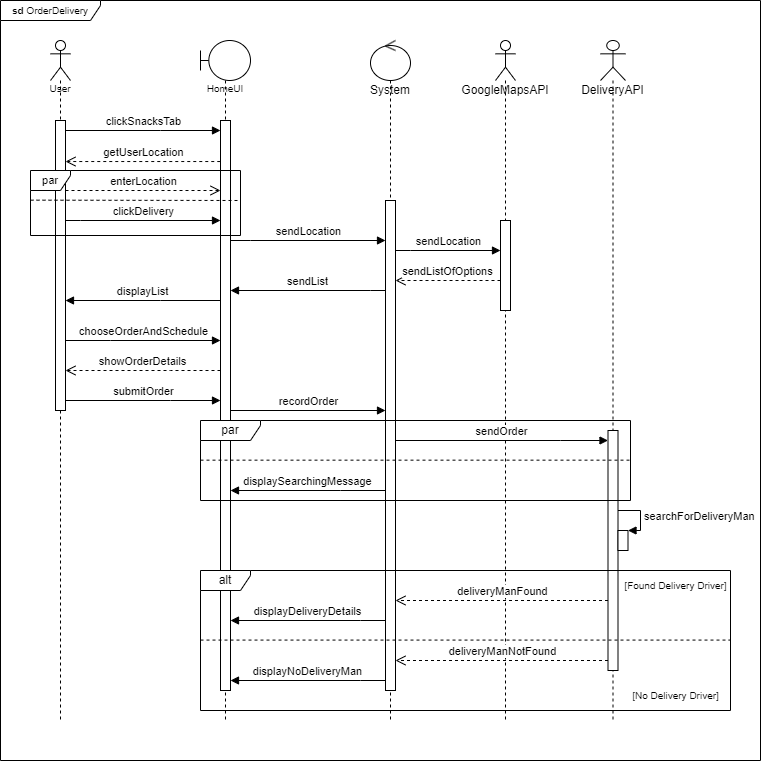 sd OrderDelivery
User
HomeUI
System
GoogleMapsAPI
DeliveryAPI
clickSnacksTab
getUserLocation
par
enterLocation
clickDelivery
sendLocation
sendLocation
sendListOfOptions
sendList
displayList
chooseOrderAndSchedule
showOrderDetails
submitOrder
recordOrder
par
sendOrder
displaySearchingMessage
searchForDeliveryMan
alt
[Found Delivery Driver]
deliveryManFound
displayDeliveryDetails
deliveryManNotFound
displayNoDeliveryMan
[No Delivery Driver]